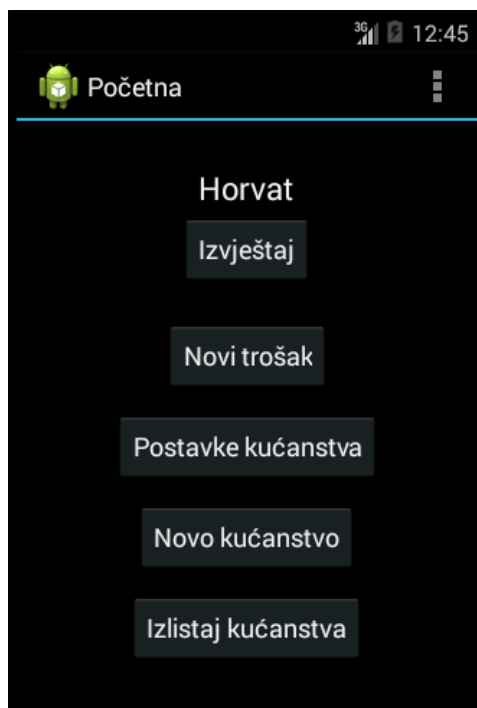 3G 12:45
Početna
Horvat
Izvještaj
Novi trošak
Postavke kućanstva
Novo kućanstvo
Izlistaj kućanstva